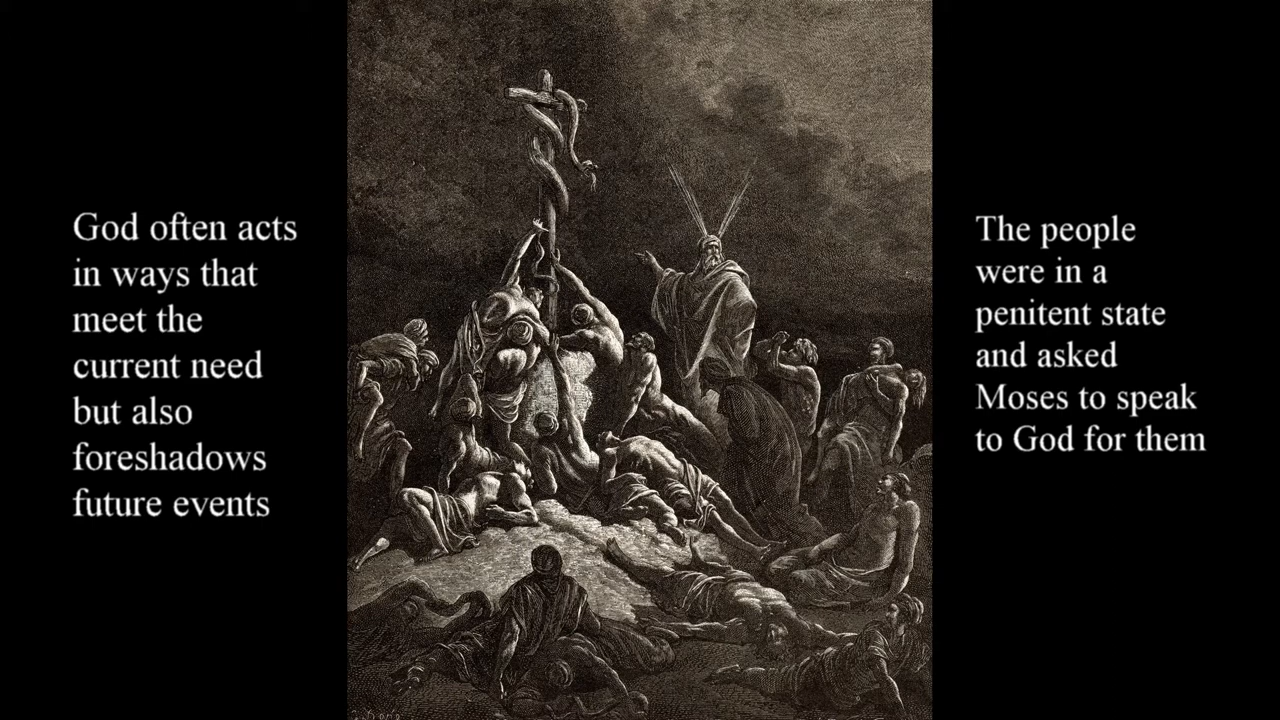 God often acts
in ways that
meet the
current need
but also
foreshadows
future events
The people
were in a
penitent state
and asked
Moses to speak
to God for them